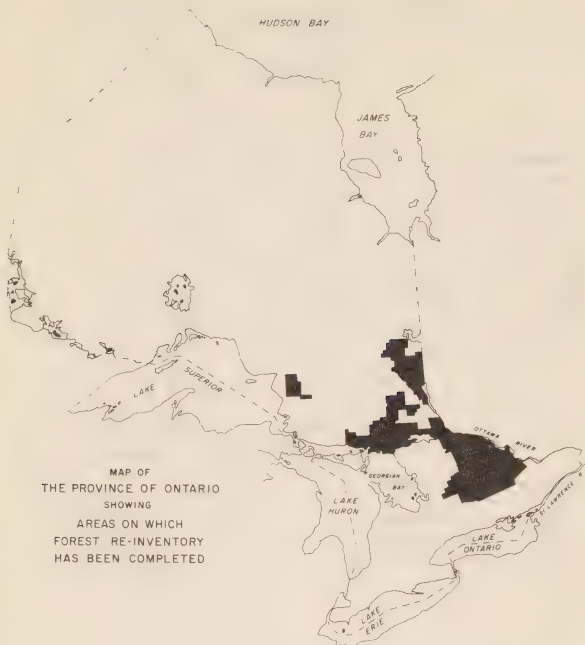 HUDSON BAY
JAMES
BAY
LAKE
SUPERIOR
OTTAWA
RIVER
GEORGIAN
BAY
LAKE
HURON
ST LAWRENCE R
LAKE
ONTARIO
LAKE
ERIE
MAP OF
THE PROVINCE OF ONTARIO
SHOWING
AREAS ON WHICH
FOREST RE-INVENTORY
HAS BEEN COMPLETED